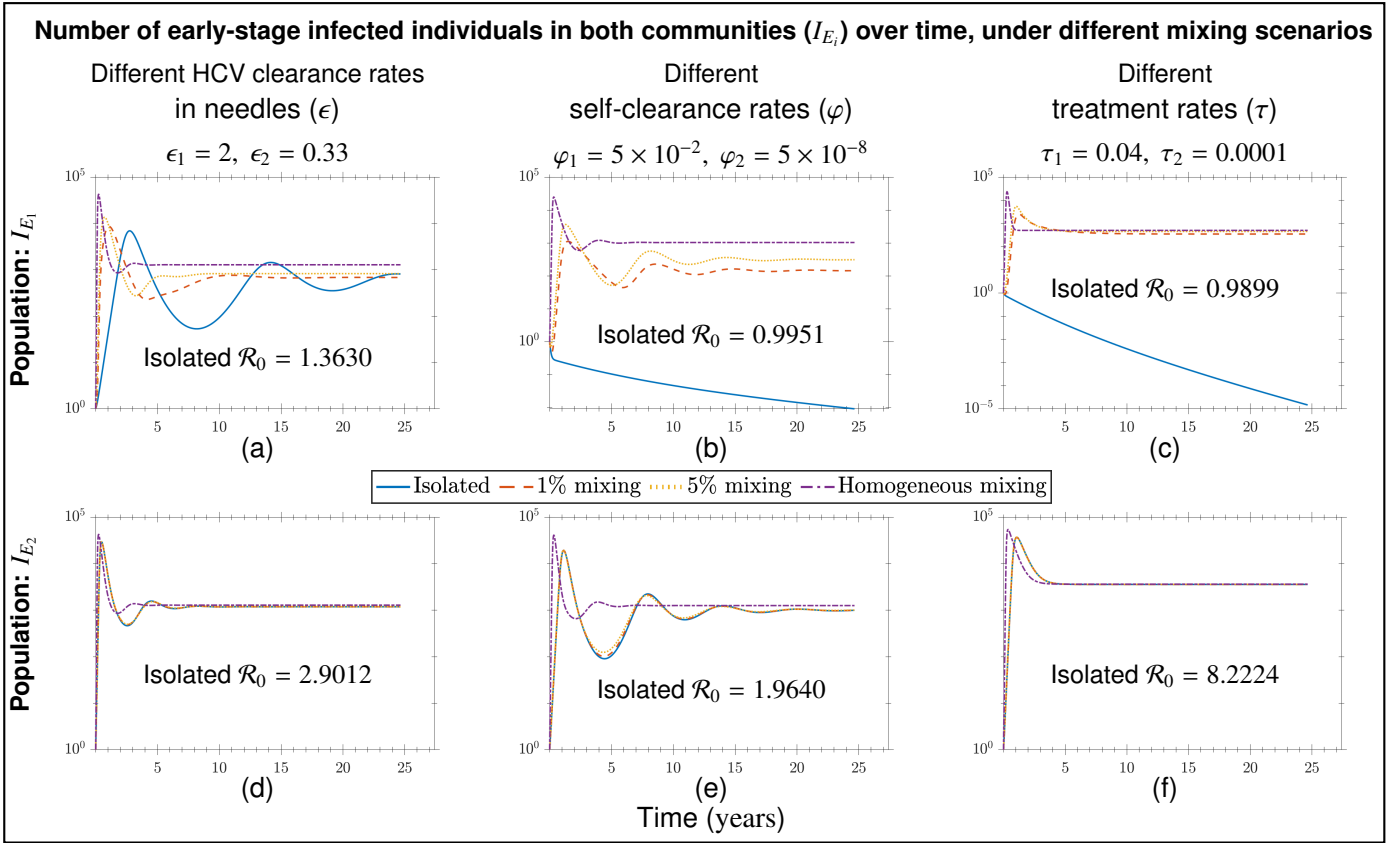 Number of early-stage infected individuals in both communities (I_{E_i}) over time, under different mixing scenarios
Different HCV clearance rates
in needles (ϵ)
ϵ₁ = 2, ϵ₂ = 0.33
Different
self-clearance rates (φ)
φ₁ = 5 × 10⁻², φ₂ = 5 × 10⁻⁸
Different
treatment rates (τ)
τ₁ = 0.04, τ₂ = 0.0001
Population: I_{E_1}
10⁵
Isolated R₀ = 1.3630
10⁰
5 10 15 20 25
(a)
10⁵
10⁰
Isolated R₀ = 0.9951
5 10 15 20 25
(b)
10⁵
10⁰
Isolated R₀ = 0.9899
10⁻⁵
5 10 15 20 25
(c)
Isolated 1% mixing 5% mixing Homogeneous mixing
Population: I_{E_2}
10⁵
Isolated R₀ = 2.9012
10⁰
5 10 15 20 25
(d)
10⁵
Isolated R₀ = 1.9640
10⁰
5 10 15 20 25
(e)
10⁵
Isolated R₀ = 8.2224
10⁰
5 10 15 20 25
(f)
Time (years)